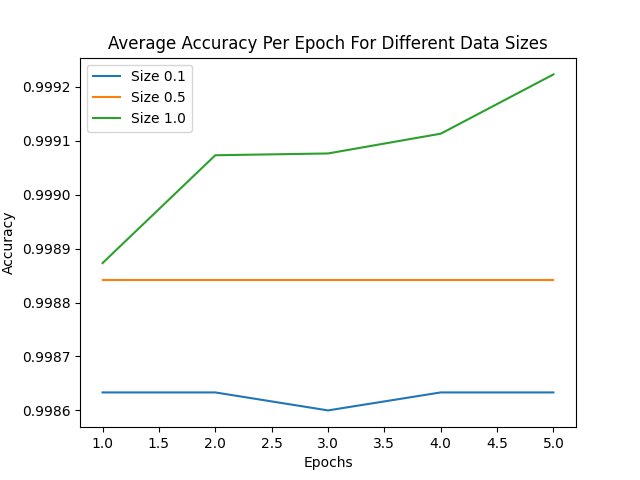 Average Accuracy Per Epoch For Different Data Sizes
Size 0.1
Size 0.5
Size 1.0
Accuracy
0.9992
0.9991
0.9990
0.9989
0.9988
0.9987
0.9986
1.0 1.5 2.0 2.5 3.0 3.5 4.0 4.5 5.0
Epochs